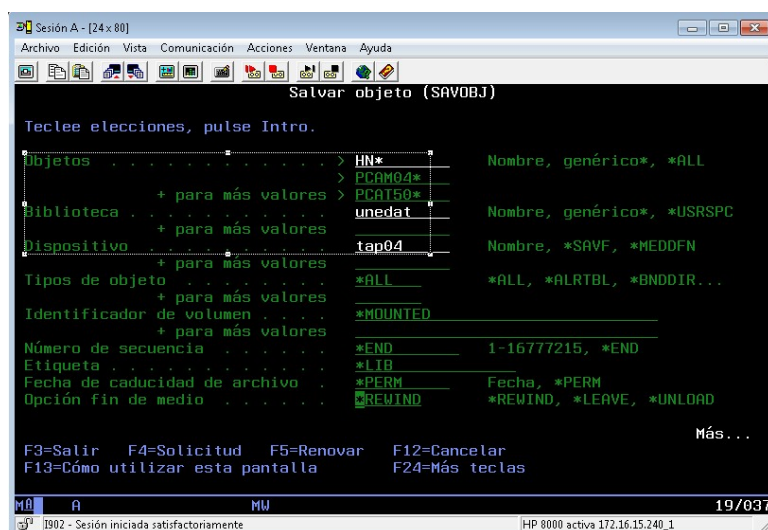 Sesión A - [24 x 80]
Archivo Edición Vista Comunicación Acciones Ventana Ayuda
Salvar objeto (SAVOBJ)
Teclee elecciones, pulse Intro.
Objetos . . . . . . . . . . . . > HN* Nombre, genérico*, *ALL
> PCAM04*
+ para más valores > PCAT50*
Biblioteca . . . . . . . . . . . unedat Nombre, genérico*, *USRSPC
+ para más valores
Dispositivo . . . . . . . . . . tap04 Nombre, *SAVF, *MEDDFN
+ para más valores
Tipos de objeto . . . . . . . . *ALL *ALL, *ALRTBL, *BNDDIR...
+ para más valores
Identificador de volumen . . . . *MOUNTED
+ para más valores
Número de secuencia . . . . . . *END 1-16777215, *END
Etiqueta . . . . . . . . . . . . *LIB
Fecha de caducidad de archivo . *PERM Fecha, *PERM
Opción fin de medio . . . . . . *REWIND *REWIND, *LEAVE, *UNLOAD
Más...
F3=Salir F4=Solicitud F5=Renovar F12=Cancelar
F13=Cómo utilizar esta pantalla F24=Más teclas
MA A MW 19/037
I902 - Sesión iniciada satisfactoriamente HP 8000 activa 172.16.15.240_1